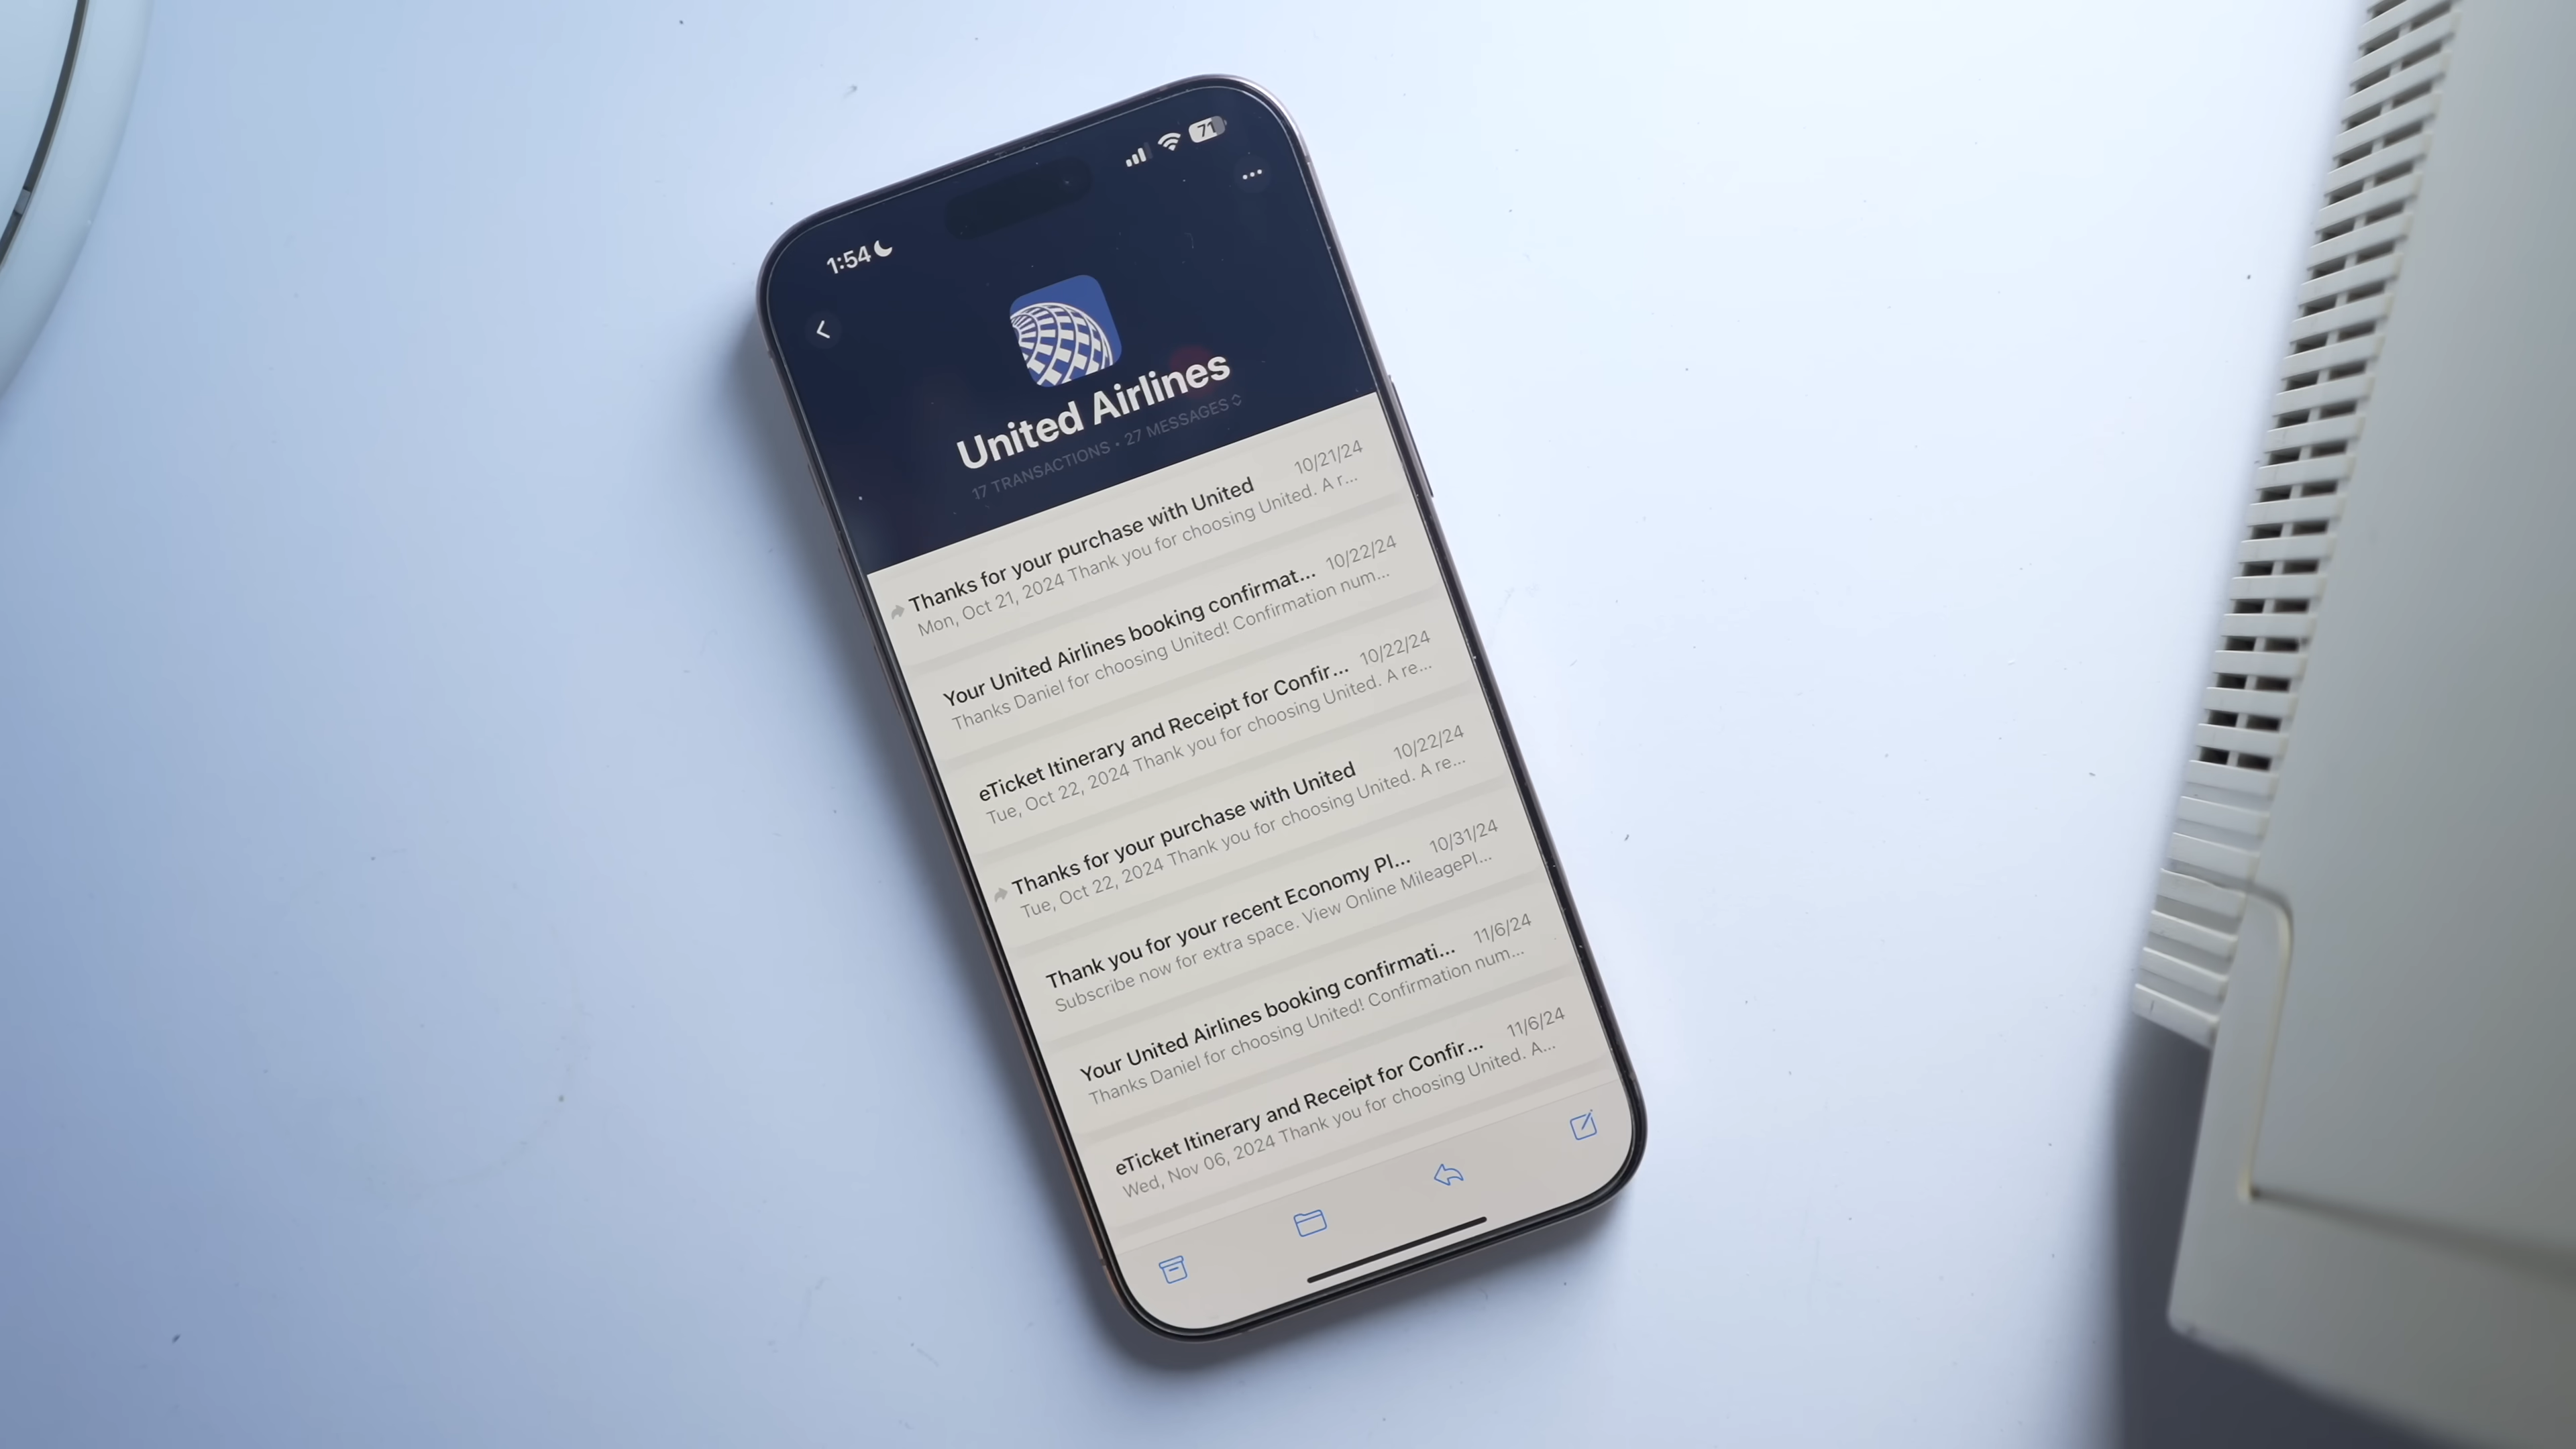 1:54
71
United Airlines
17 TRANSACTIONS • 27 MESSAGES
Thanks for your purchase with United 10/21/24
Mon, Oct 21, 2024 Thank you for choosing United. A r...
Your United Airlines booking confirmat... 10/22/24
Thanks Daniel for choosing United! Confirmation num...
eTicket Itinerary and Receipt for Confir... 10/22/24
Tue, Oct 22, 2024 Thank you for choosing United. A re...
Thanks for your purchase with United 10/22/24
Tue, Oct 22, 2024 Thank you for choosing United. A re...
Thank you for your recent Economy Pl... 10/31/24
Subscribe now for extra space. View Online MileagePl...
Your United Airlines booking confirmati... 11/6/24
Thanks Daniel for choosing United! Confirmation num...
eTicket Itinerary and Receipt for Confir... 11/6/24
Wed, Nov 06, 2024 Thank you for choosing United. A...